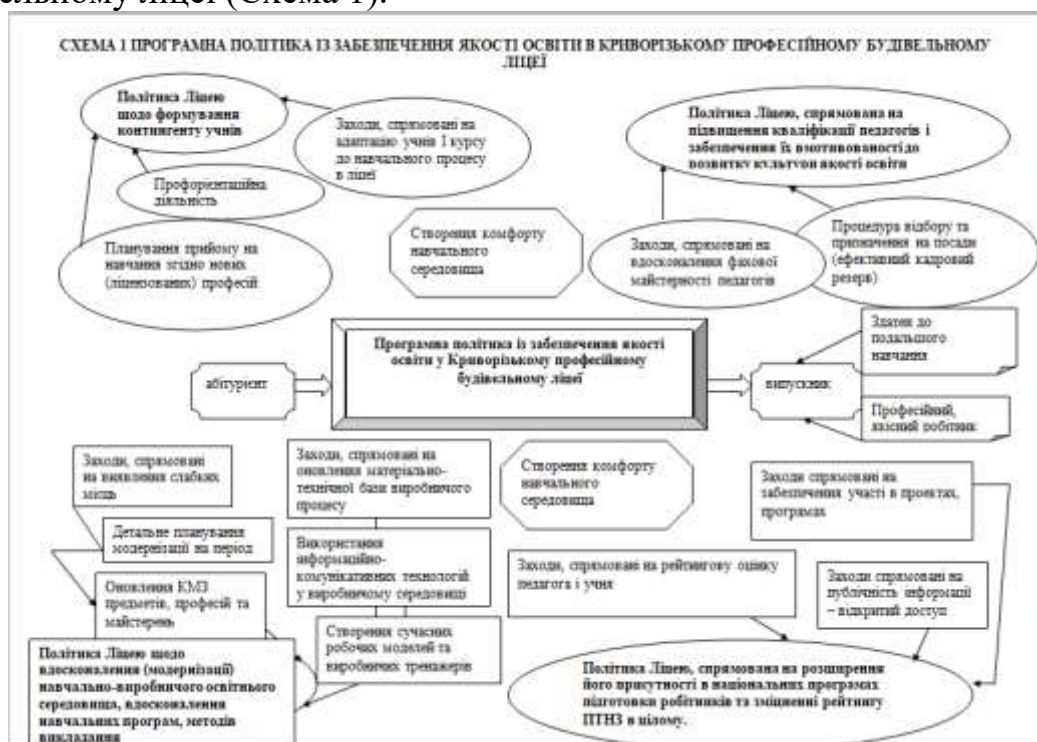 ельному ліцеї (Схема 1).
СХЕМА 1 ПРОГРАМНА ПОЛІТИКА ІЗ ЗАБЕЗПЕЧЕННЯ ЯКОСТІ ОСВІТИ В КРИВОРІЗЬКОМУ ПРОФЕСІЙНОМУ БУДІВЕЛЬНОМУ
ЛІЦЕЇ
Політика Ліцею
щодо формування
контингенту учнів
Заходи, спрямовані на
адаптацію учнів І курсу
до навчального процесу
в ліцеї
Профорієнтаційна
діяльність
Планування прийому на
навчання згідно нових
(ліцензованих) професій
Створення комфорту
навчального
середовища
Політика Ліцею, спрямована на
підвищення кваліфікації педагогів і
забезпечення їх вмотивованості до
розвитку культури якості освіти
Заходи, спрямовані на
вдосконалення фахової
майстерності педагогів
Процедура відбору та
призначення на посади
(ефективний кадровий
резерв)
абітурієнт
Програмна політика із забезпечення якості
освіти у Криворізькому професійному
будівельному ліцеї
випускник
Здатен до
подальшого
навчання
Професійний,
якісний робітник
Заходи, спрямовані
на виявлення слабких
місць
Детальне планування
модернізації на період
Оновлення КМЗ
предметів, професій та
майстерень
Політика Ліцею щодо
вдосконалення (модернізації)
навчально-виробничого освітнього
середовища, вдосконалення
навчальних програм, методів
викладання
Заходи, спрямовані на
оновлення матеріально-
технічної бази виробничого
процесу
Використання
інформаційно-
комунікативних технологій
у виробничому середовищі
Створення сучасних
робочих моделей та
виробничих тренажерів
Створення комфорту
навчального
середовища
Заходи спрямовані на
забезпечення участі в проектах,
програмах
Заходи, спрямовані на рейтингову оцінку
педагога і учня
Заходи спрямовані на
публічність інформації
– відкритий доступ
Політика Ліцею, спрямована на розширення
його присутності в національних програмах
підготовки робітників та зміцненні рейтингу
ПТНЗ в цілому.